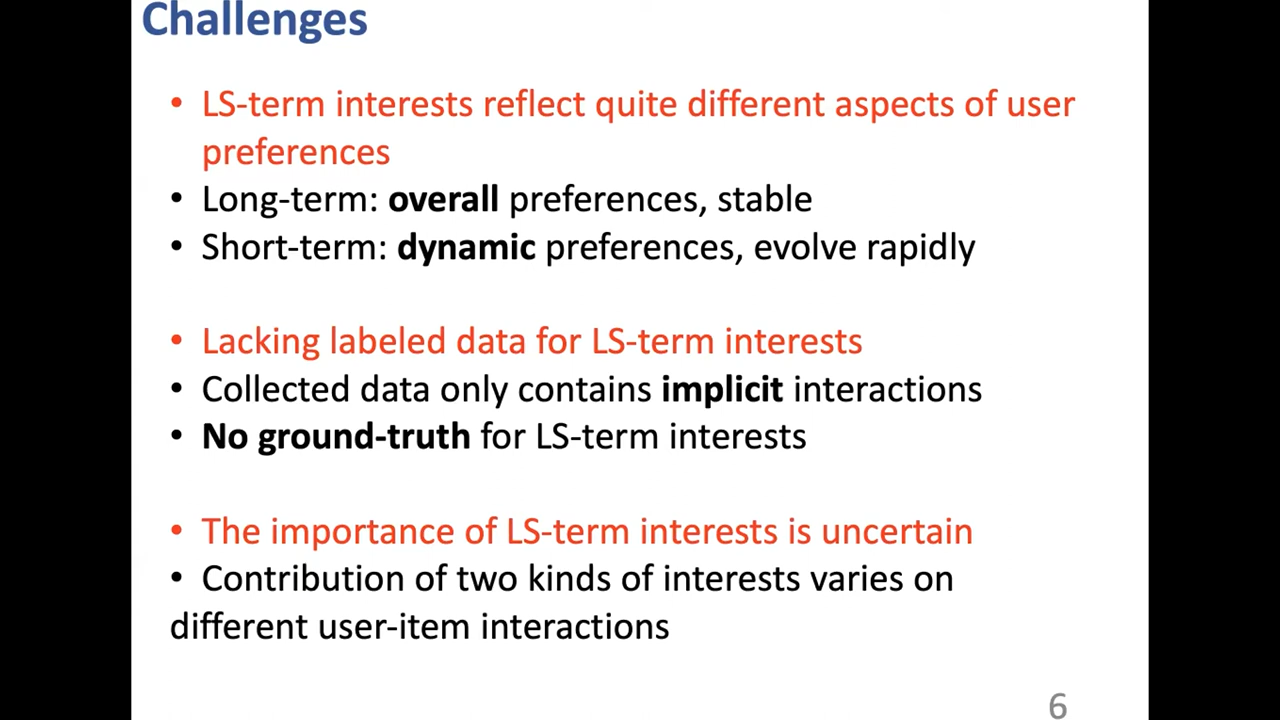 Challenges
• LS-term interests reflect quite different aspects of user
preferences
• Long-term: overall preferences, stable
• Short-term: dynamic preferences, evolve rapidly
• Lacking labeled data for LS-term interests
• Collected data only contains implicit interactions
• No ground-truth for LS-term interests
• The importance of LS-term interests is uncertain
• Contribution of two kinds of interests varies on
different user-item interactions
6